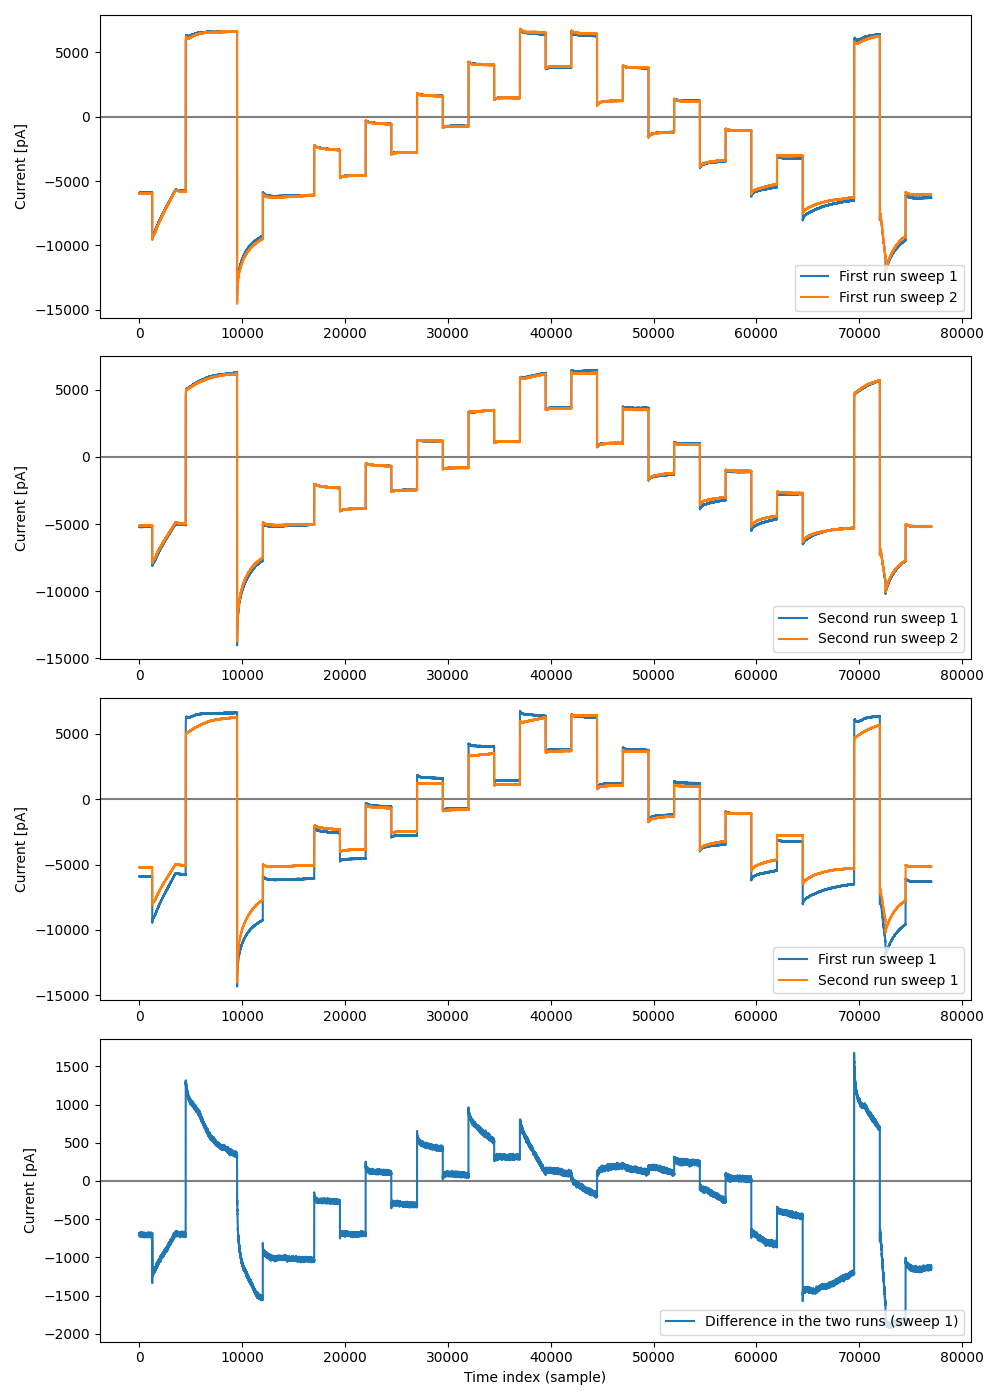 5000
0
−5000
−10000
−15000
Current [pA]
First run sweep 1
First run sweep 2
0 10000 20000 30000 40000 50000 60000 70000 80000
5000
0
−5000
−10000
−15000
Current [pA]
Second run sweep 1
Second run sweep 2
0 10000 20000 30000 40000 50000 60000 70000 80000
5000
0
−5000
−10000
−15000
Current [pA]
First run sweep 1
Second run sweep 1
0 10000 20000 30000 40000 50000 60000 70000 80000
1500
1000
500
0
−500
−1000
−1500
−2000
Current [pA]
Difference in the two runs (sweep 1)
0 10000 20000 30000 40000 50000 60000 70000 80000
Time index (sample)